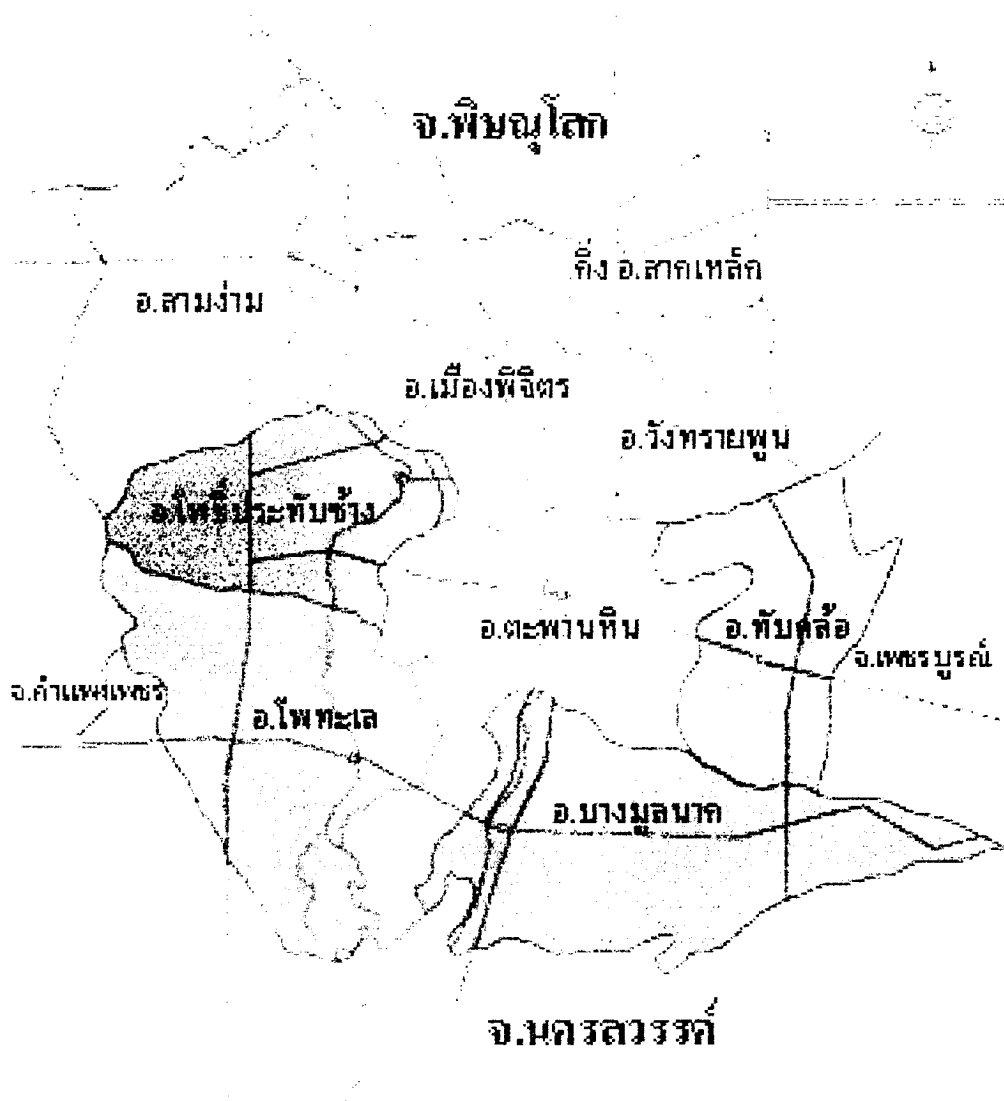 จ.พิษณุโลก
กิ่ง อ.สากเหล็ก
อ.สามง่าม
อ.เมืองพิจิตร
อ.วังทรายพูน
อ.โพธิ์ประทับช้าง
อ.ตะพานหิน
อ.ทับคล้อ
จ.เพชรบูรณ์
จ.กำแพงเพชร
อ.โพทะเล
อ.บางมูลนาค
จ.นครสวรรค์